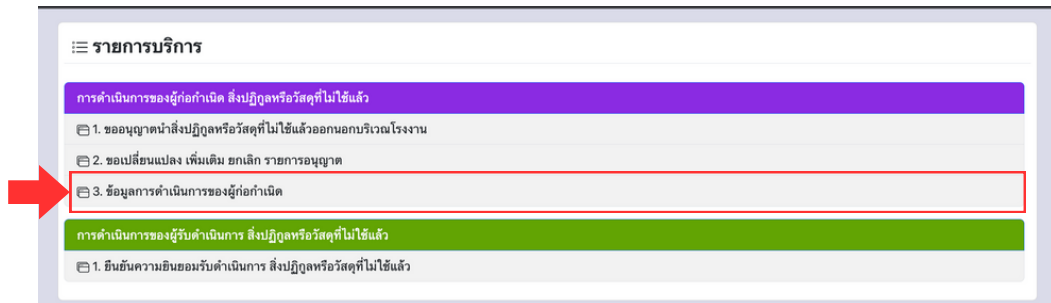 รายการบริการ
การดำเนินการของผู้ก่อกำเนิด สิ่งปฏิกูลหรือวัสดุที่ไม่ใช้แล้ว
1. ขออนุญาตนำสิ่งปฏิกูลหรือวัสดุที่ไม่ใช้แล้วออกนอกบริเวณโรงงาน
2. ขอเปลี่ยนแปลง เพิ่มเติม ยกเลิก รายการอนุญาต
3. ข้อมูลการดำเนินการของผู้ก่อกำเนิด
การดำเนินการของผู้รับดำเนินการ สิ่งปฏิกูลหรือวัสดุที่ไม่ใช้แล้ว
1. ยืนยันความยินยอมรับดำเนินการ สิ่งปฏิกูลหรือวัสดุที่ไม่ใช้แล้ว